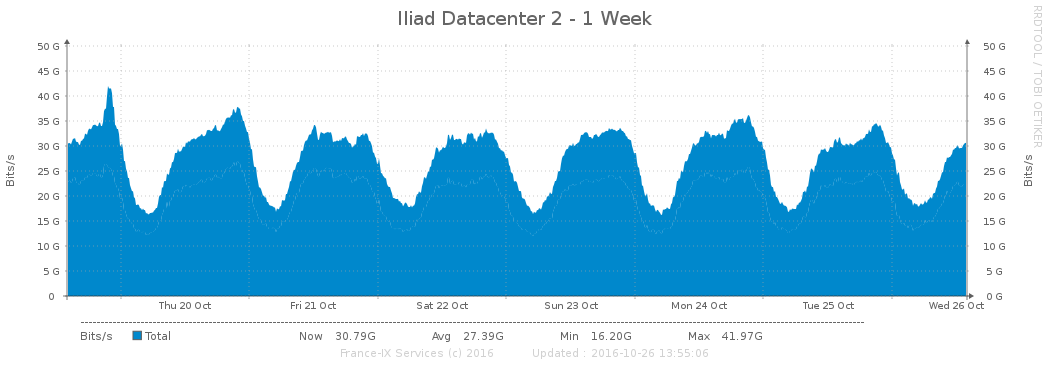 Iliad Datacenter 2 - 1 Week
RRDTOOL / TOBI OETIKER
Bits/s
50 G 50 G
45 G 45 G
40 G 40 G
35 G 35 G
30 G 30 G
25 G 25 G
20 G 20 G
15 G 15 G
10 G 10 G
5 G 5 G
0 0 G
Bits/s
Thu 20 Oct Fri 21 Oct Sat 22 Oct Sun 23 Oct Mon 24 Oct Tue 25 Oct Wed 26 Oct
Bits/s Total Now 30.79G Avg 27.39G Min 16.20G Max 41.97G
France-IX Services (c) 2016 Updated : 2016-10-26 13:55:06